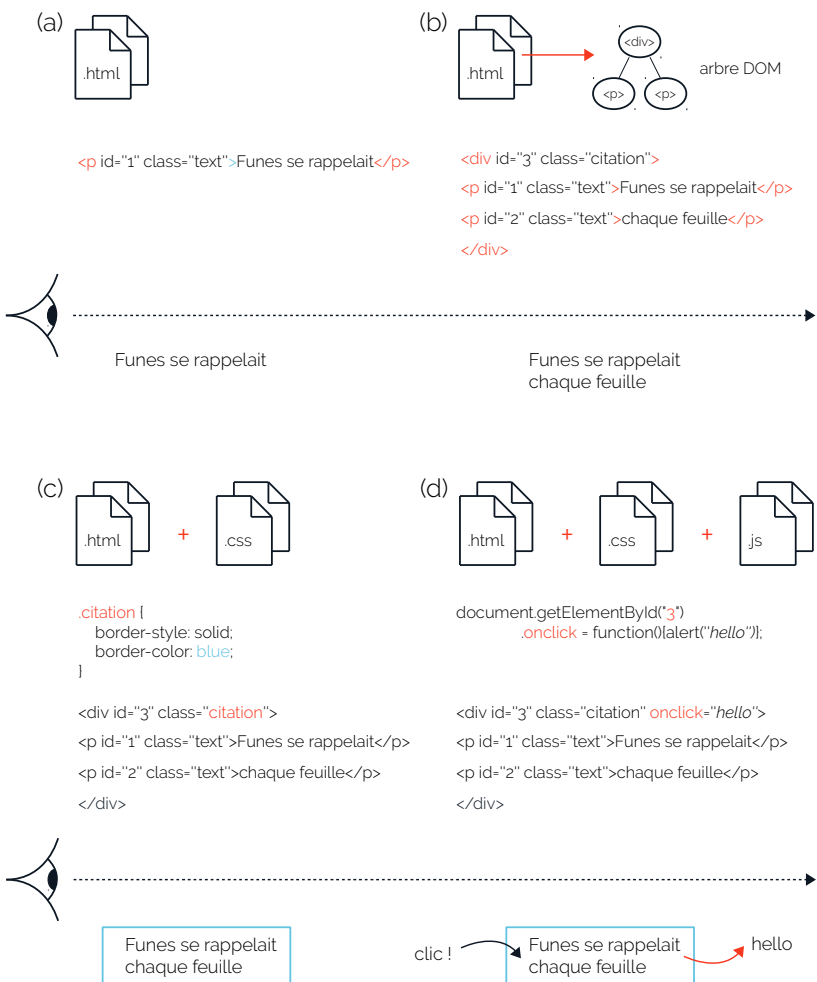 (a)
.html
<p id="1" class="text">Funes se rappelait</p>
(b)
.html
<div>
<p>
<p>
arbre DOM
<div id="3" class="citation">
<p id="1" class="text">Funes se rappelait</p>
<p id="2" class="text">chaque feuille</p>
</div>
Funes se rappelait
Funes se rappelait
chaque feuille
(c)
.html
+
.css
.citation {
border-style: solid;
border-color: blue;
}
<div id="3" class="citation">
<p id="1" class="text">Funes se rappelait</p>
<p id="2" class="text">chaque feuille</p>
</div>
(d)
.html
+
.css
+
.js
document.getElementById("3")
.onclick = function(){alert("hello")};
<div id="3" class="citation" onclick="hello">
<p id="1" class="text">Funes se rappelait</p>
<p id="2" class="text">chaque feuille</p>
</div>
Funes se rappelait
chaque feuille
clic !
Funes se rappelait
chaque feuille
hello